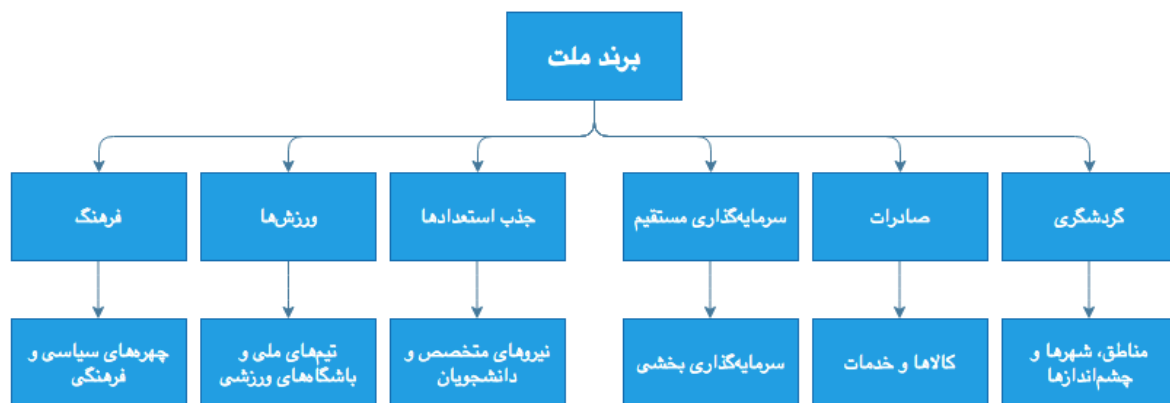 برند ملت
گردشگری
صادرات
سرمایه‌گذاری مستقیم
جذب استعدادها
ورزش‌ها
فرهنگ
مناطق، شهرها و
چشم‌اندازها
کالاها و خدمات
سرمایه‌گذاری بخشی
نیروهای متخصص و
دانشجویان
تیم‌های ملی و
باشگاه‌های ورزشی
چهره‌های سیاسی و
فرهنگی